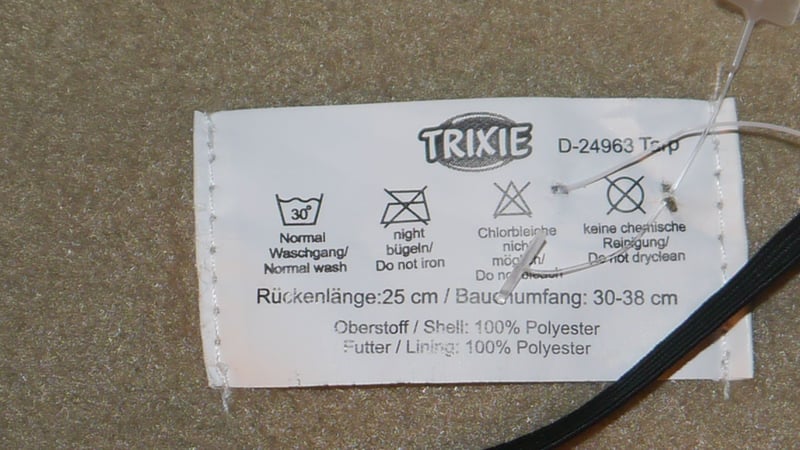 TRIXIE
D-24963 Tarp
30°
Normal Waschgang/ Normal wash
night bügeln/ Do not iron
Chlorbleiche nicht möglich/ Do not bleach
keine chemische Reinigung/ Do not dryclean
Rückenlänge:25 cm / Bauchumfang: 30-38 cm
Oberstoff / Shell: 100% Polyester
Futter / Lining: 100% Polyester